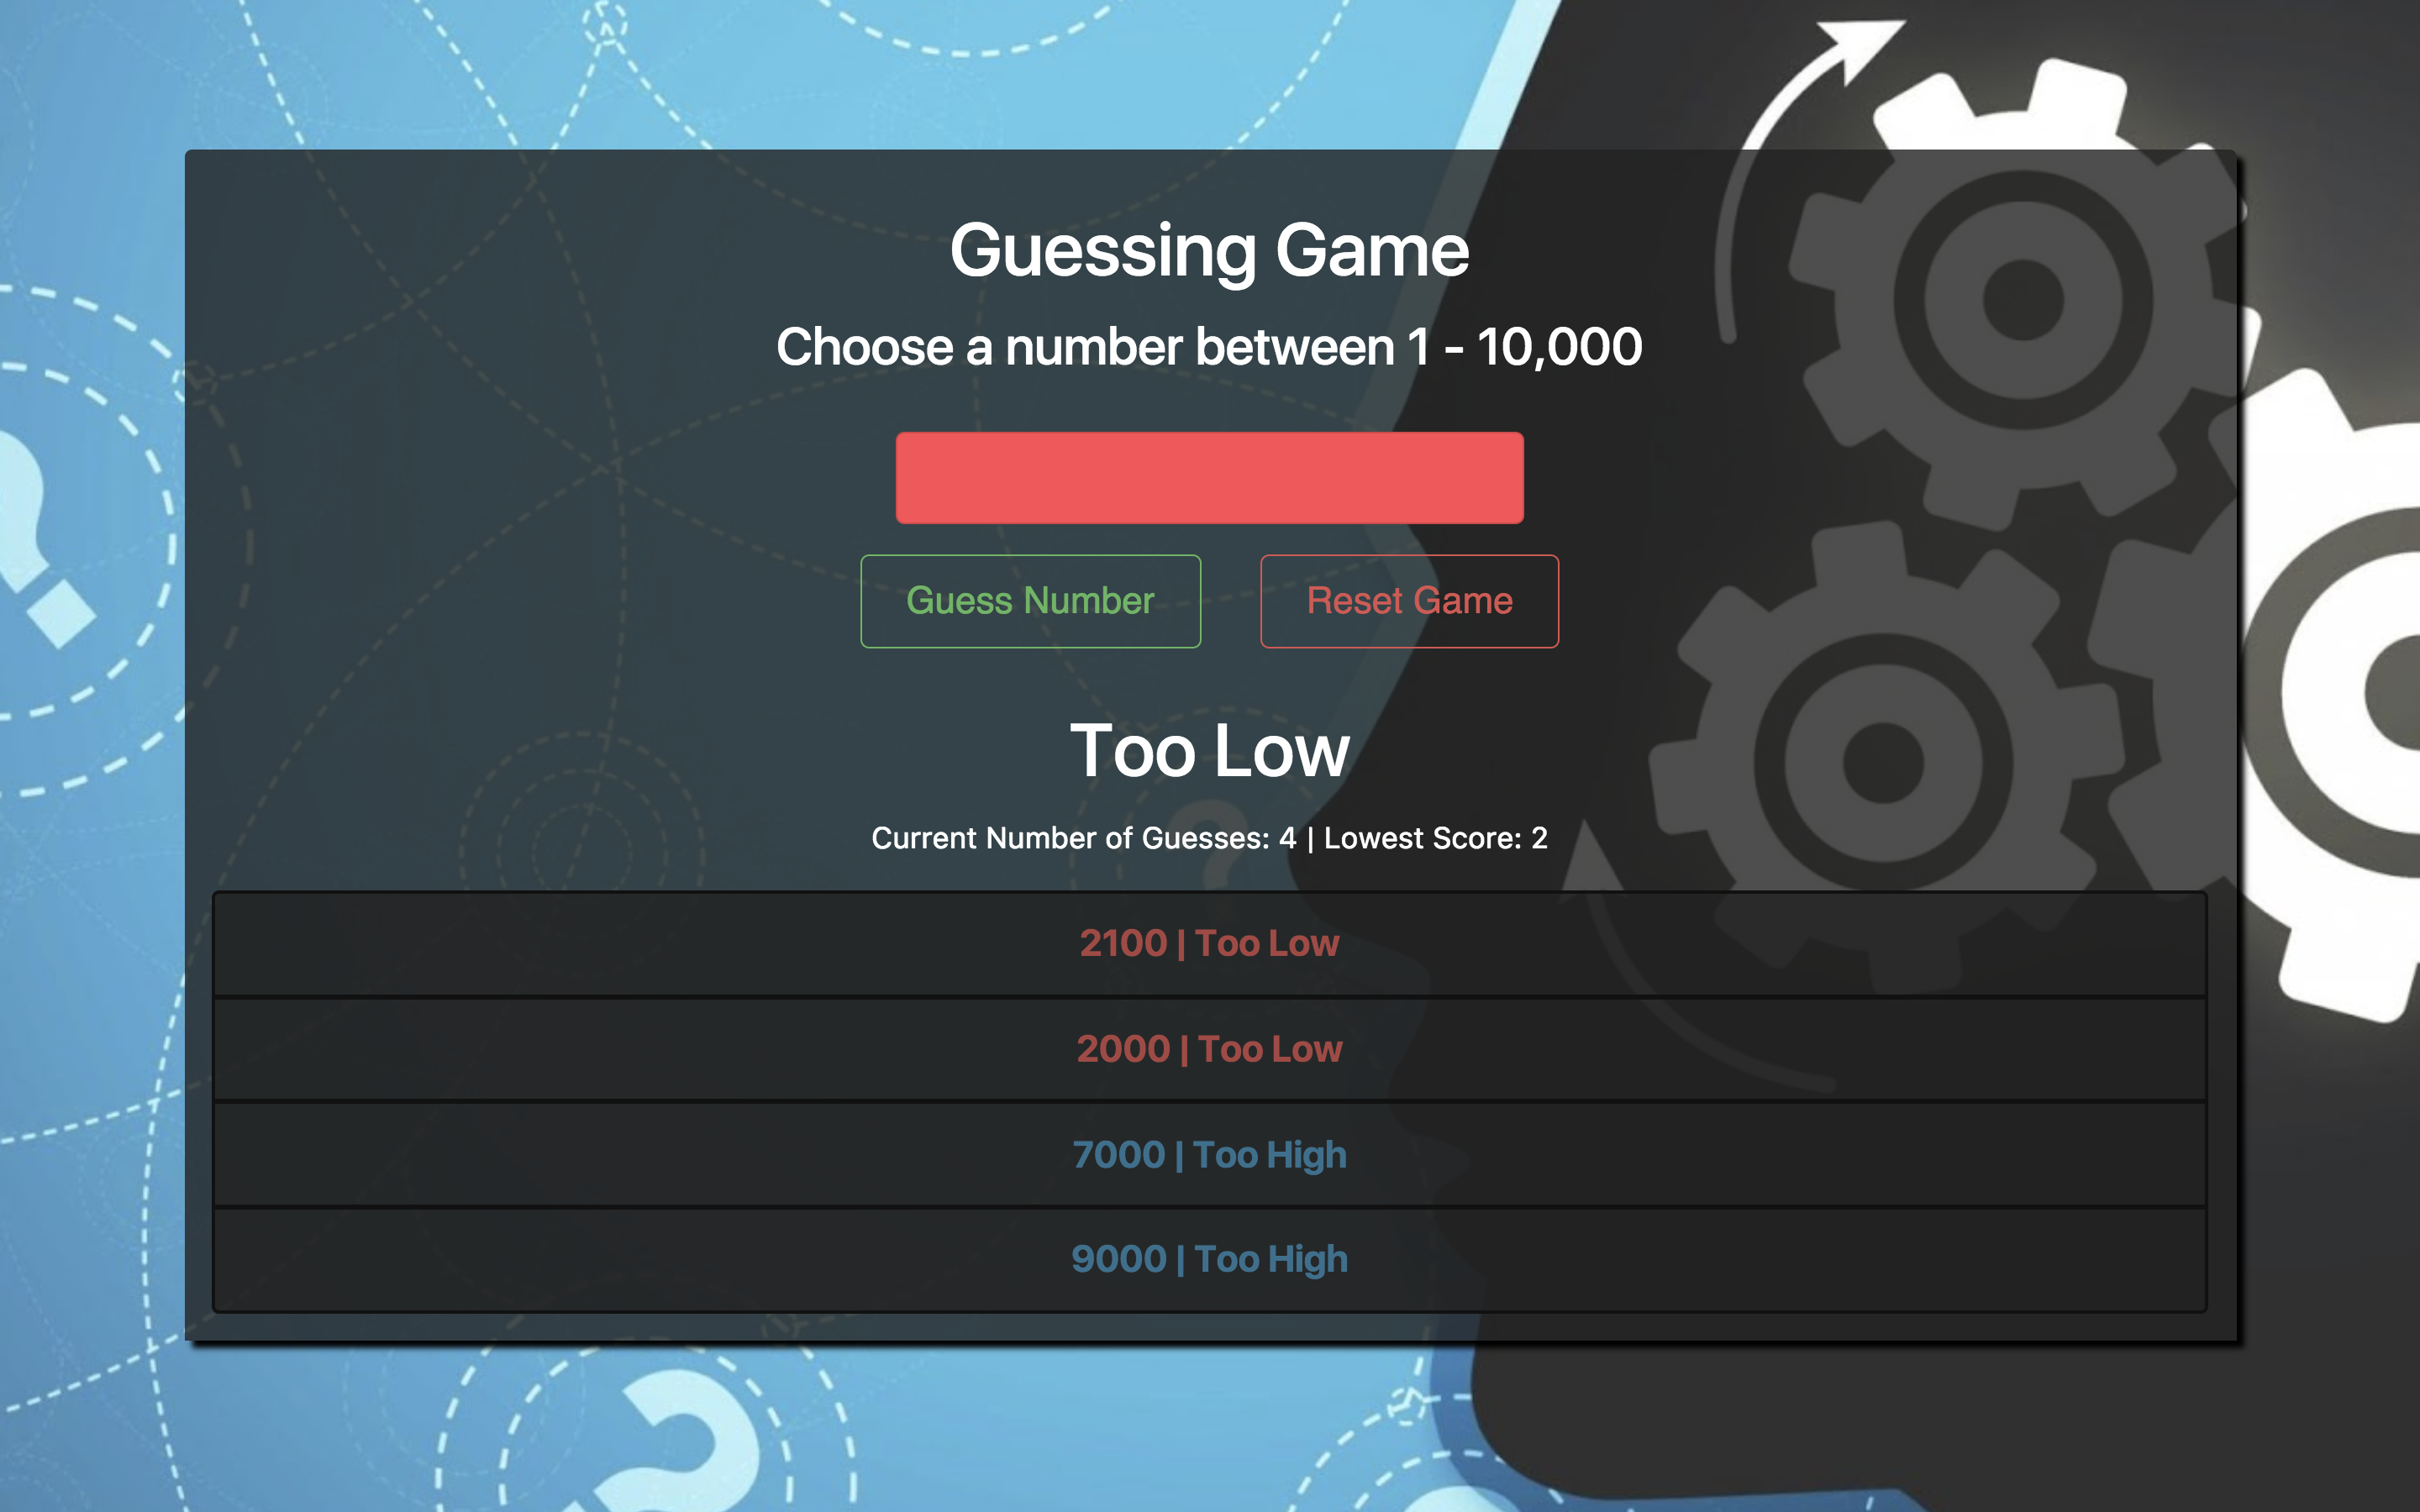 Guessing Game
Choose a number between 1 - 10,000
Guess Number
Reset Game
Too Low
Current Number of Guesses: 4 | Lowest Score: 2
2100 | Too Low
2000 | Too Low
7000 | Too High
9000 | Too High